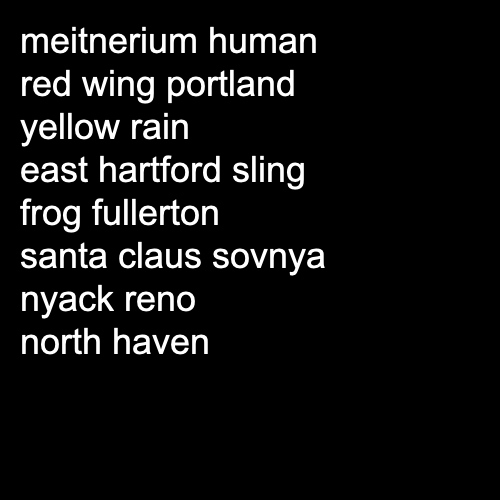 meitnerium human
red wing portland
yellow rain
east hartford sling
frog fullerton
santa claus sovnya
nyack reno
north haven